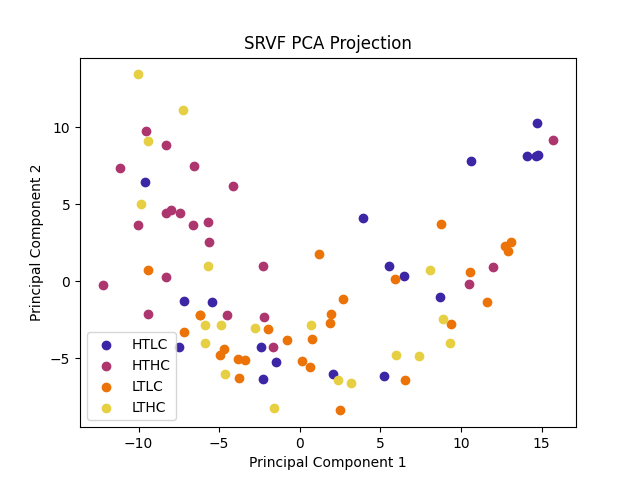 SRVF PCA Projection
Principal Component 2
10
5
0
−5
HTLC
HTHC
LTLC
LTHC
−10
−5
0
5
10
15
Principal Component 1